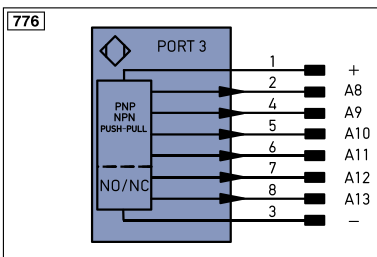 776
PORT 3
PNP
NPN
PUSH-PULL
NO/NC
1 +
2 A8
4 A9
5 A10
6 A11
7 A12
8 A13
3 −